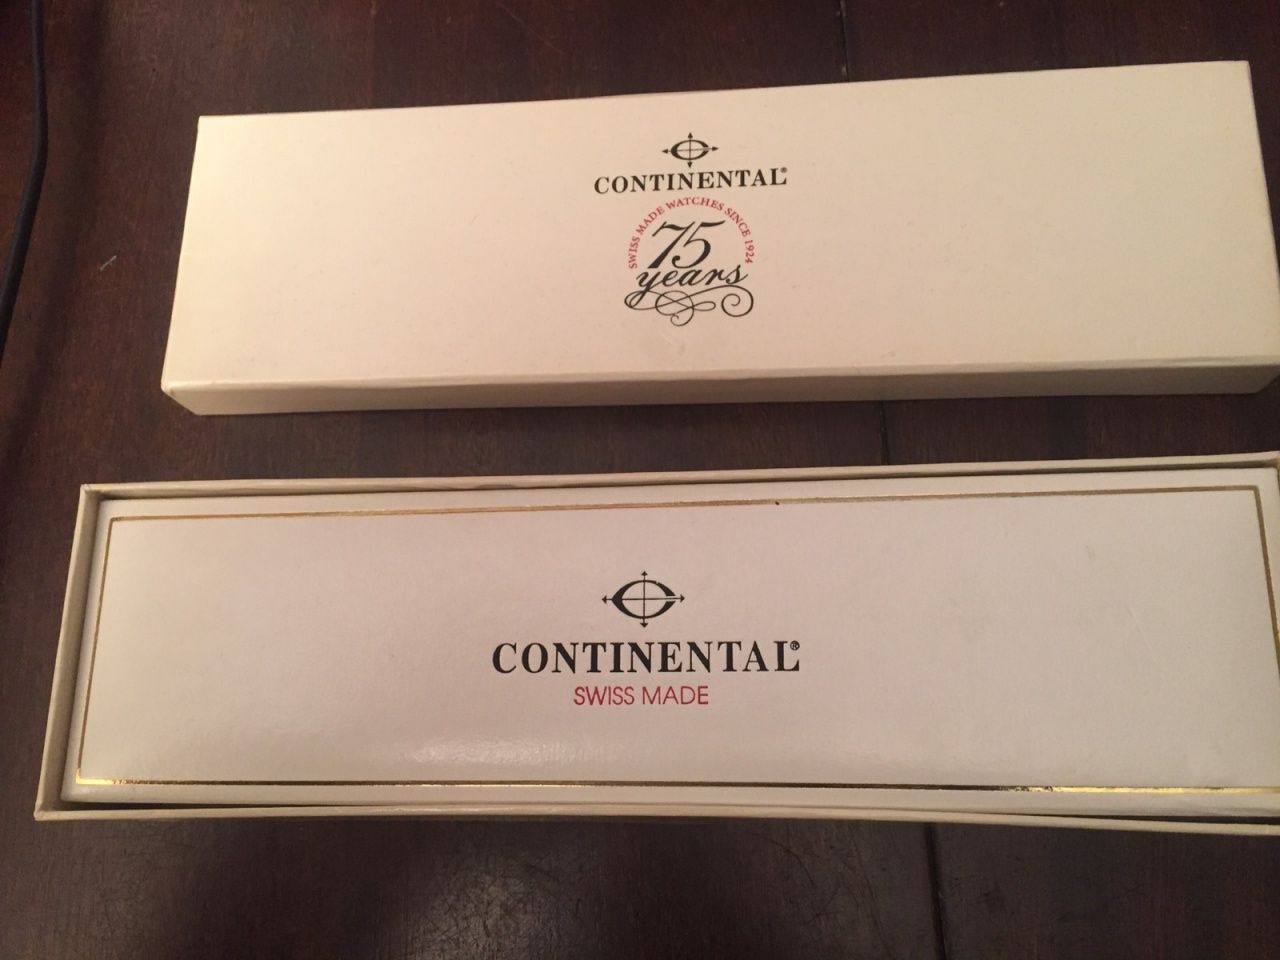 CONTINENTAL®
SWISS MADE WATCHES SINCE 1924
75
years
CONTINENTAL®
SWISS MADE